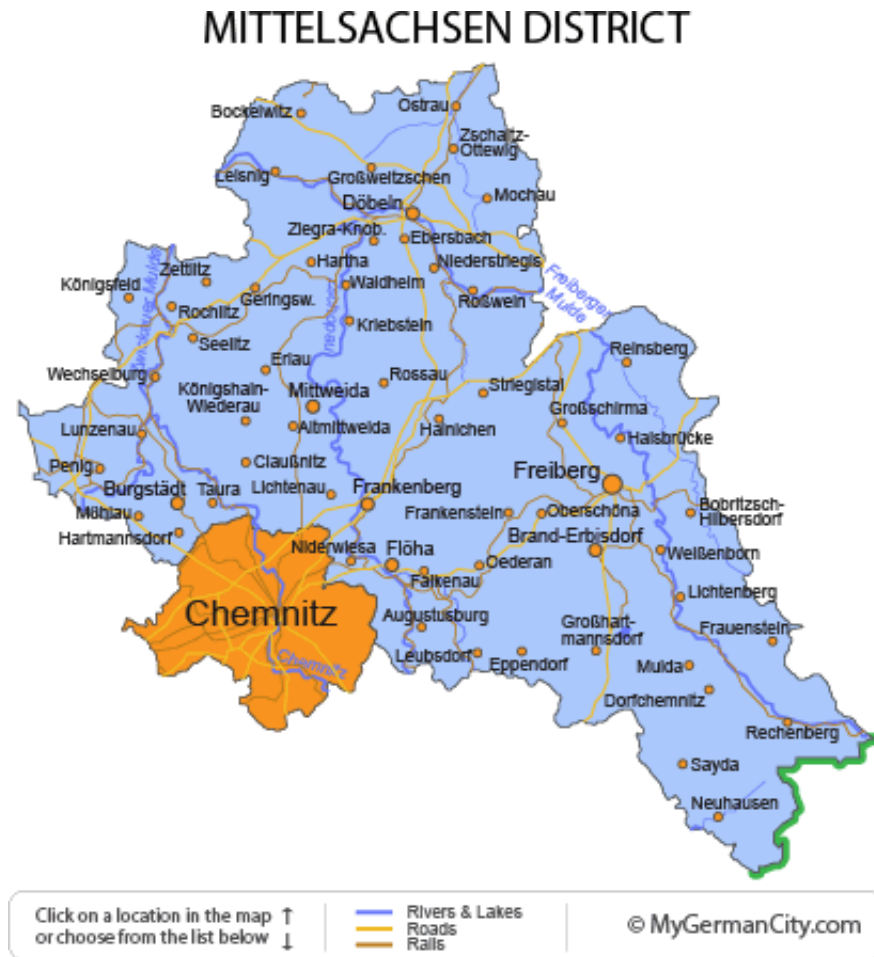 MITTELSACHSEN DISTRICT
Bockelwitz
Ostrau
Zschaitz-
Ottewig
Leisnig
Großweitzschen
Mochau
Döbeln
Ziegra-Knob.
Ebersbach
Hartha
Niederstriegis
Zettlitz
Waldheim
Königsfeld
Geringsw.
Roßwein
Freiberger
Mulde
Zwickauer Mulde
Rochlitz
Zschopau
Kriebstein
Seelitz
Erlau
Reinsberg
Wechselburg
Königshain-
Wiederau
Mittweida
Rossau
Striegistal
Großschirma
Lunzenau
Altmittweida
Hainichen
Halsbrücke
Penig
Claußnitz
Freiberg
Burgstädt
Taura
Lichtenau
Frankenberg
Mühlau
Frankenstein
Oberschöna
Bobritzsch-
Hilbersdorf
Hartmannsdorf
Niderwiesa
Flöha
Brand-Erbisdorf
Weißenborn
Oederan
Falkenau
Lichtenberg
Chemnitz
Augustusburg
Großhart-
mannsdorf
Frauenstein
Leubsdorf
Eppendorf
Chemnitz
Mulda
Dorfchemnitz
Rechenberg
Sayda
Neuhausen
Click on a location in the map ↑
or choose from the list below ↓
Rivers & Lakes
Roads
Rails
© MyGermanCity.com